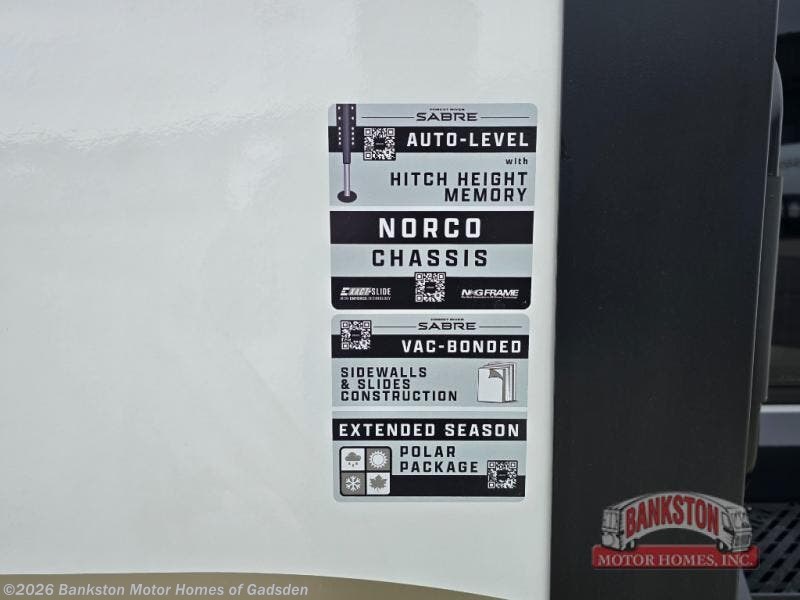 FOREST RIVER
SABRE
AUTO-LEVEL
with
HITCH HEIGHT
MEMORY
NORCO
CHASSIS
EXACT-SLIDE
NXG FRAME
FOREST RIVER
SABRE
VAC-BONDED
SIDEWALLS
& SLIDES
CONSTRUCTION
EXTENDED SEASON
POLAR
PACKAGE
BANKSTON
MOTOR HOMES, INC.
©2026 Bankston Motor Homes of Gadsden